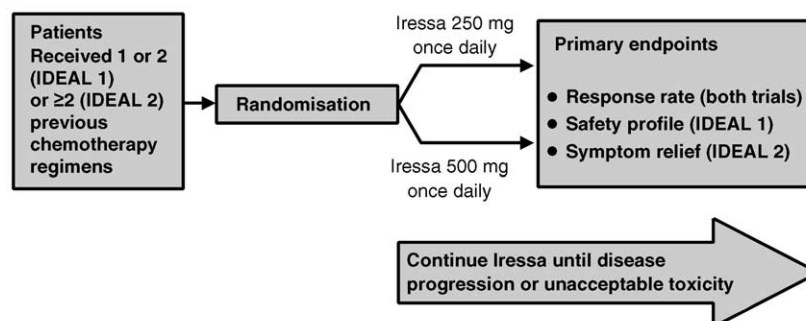 Patients
Received 1 or 2
(IDEAL 1)
or ≥2 (IDEAL 2)
previous
chemotherapy
regimens
Randomisation
Iressa 250 mg
once daily
Iressa 500 mg
once daily
Primary endpoints
● Response rate (both trials)
● Safety profile (IDEAL 1)
● Symptom relief (IDEAL 2)
Continue Iressa until disease
progression or unacceptable toxicity